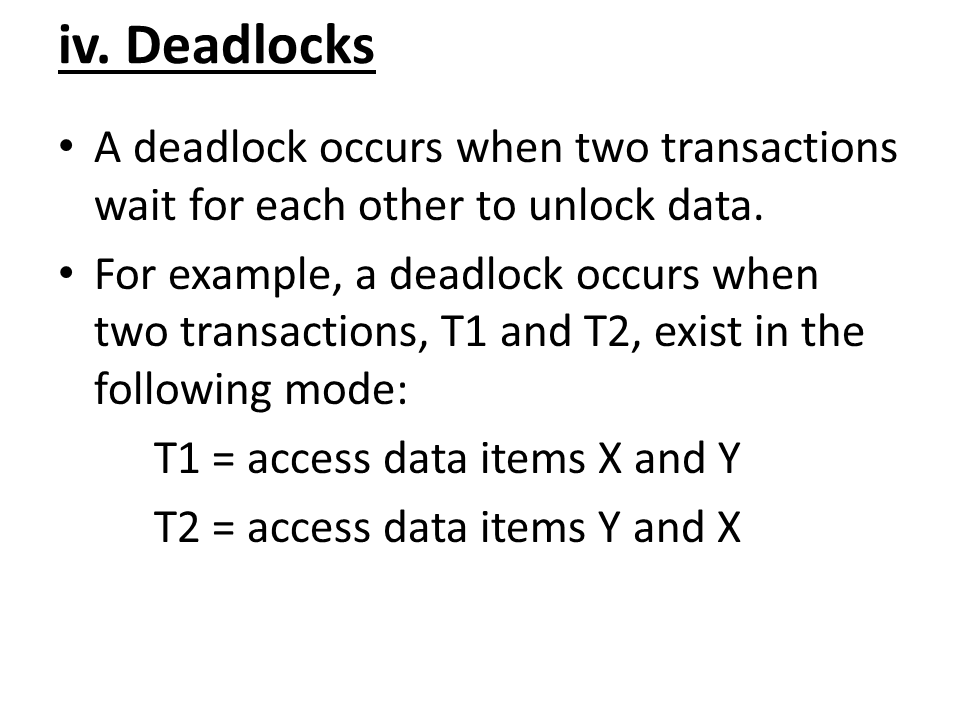 iv. Deadlocks
• A deadlock occurs when two transactions
wait for each other to unlock data.
• For example, a deadlock occurs when
two transactions, T1 and T2, exist in the
following mode:
T1 = access data items X and Y
T2 = access data items Y and X